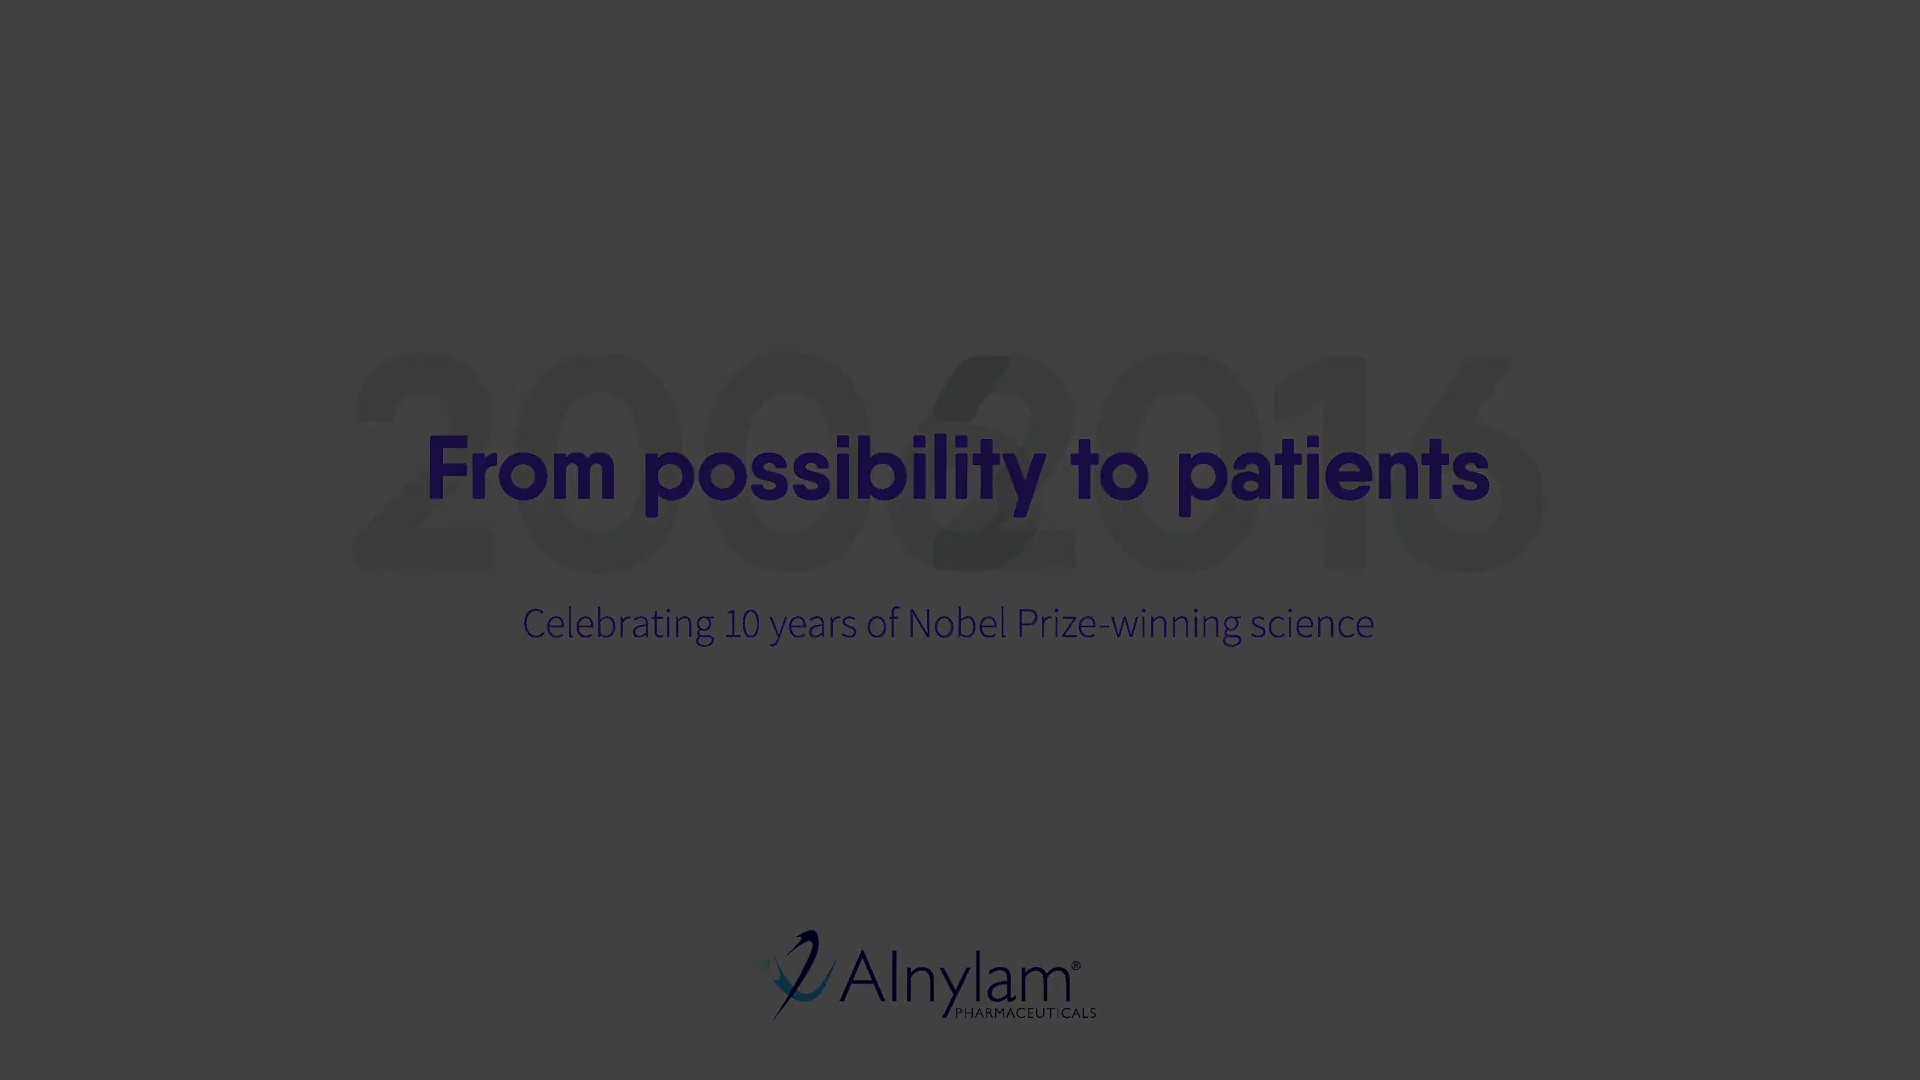 2006 2016
From possibility to patients
Celebrating 10 years of Nobel Prize-winning science
Alnylam®
PHARMACEUTICALS